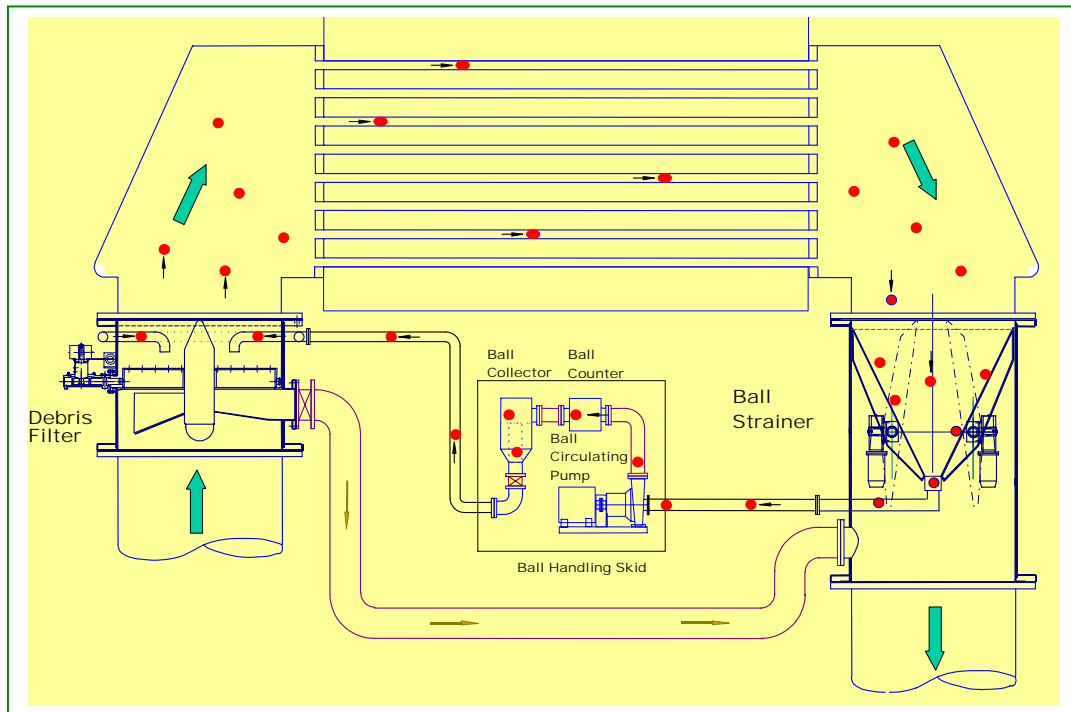 Ball
Collector
Ball
Counter
Debris
Filter
Ball
Strainer
Ball
Circulating
Pump
Ball Handling Skid